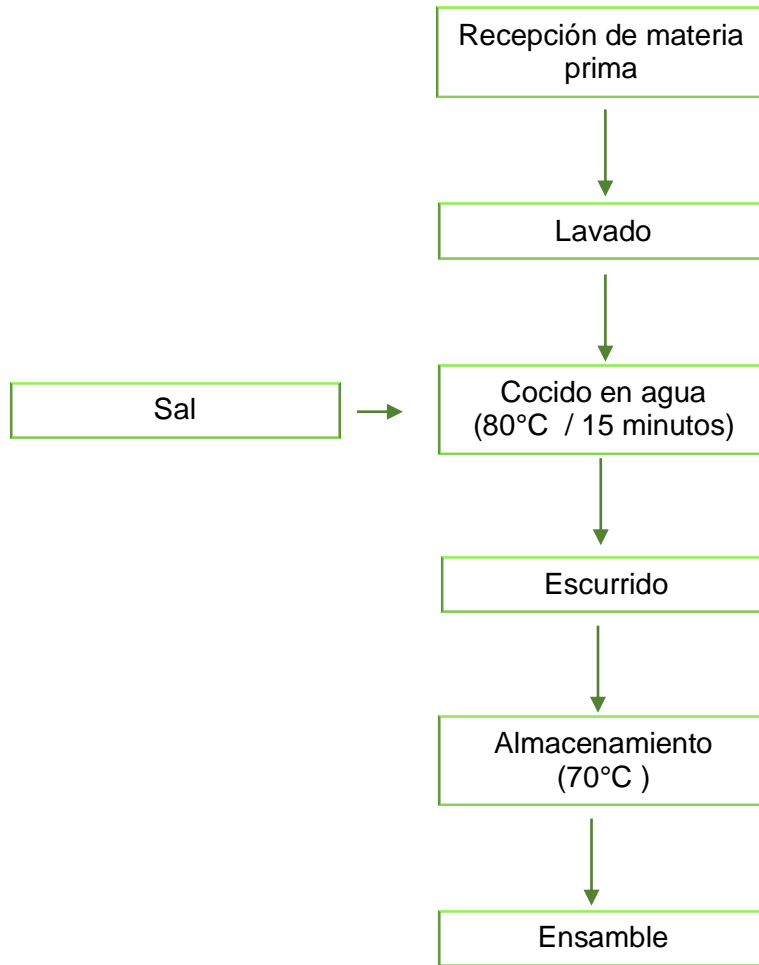 Recepción de materia
prima
Lavado
Sal
Cocido en agua
(80°C / 15 minutos)
Escurrido
Almacenamiento
(70°C )
Ensamble